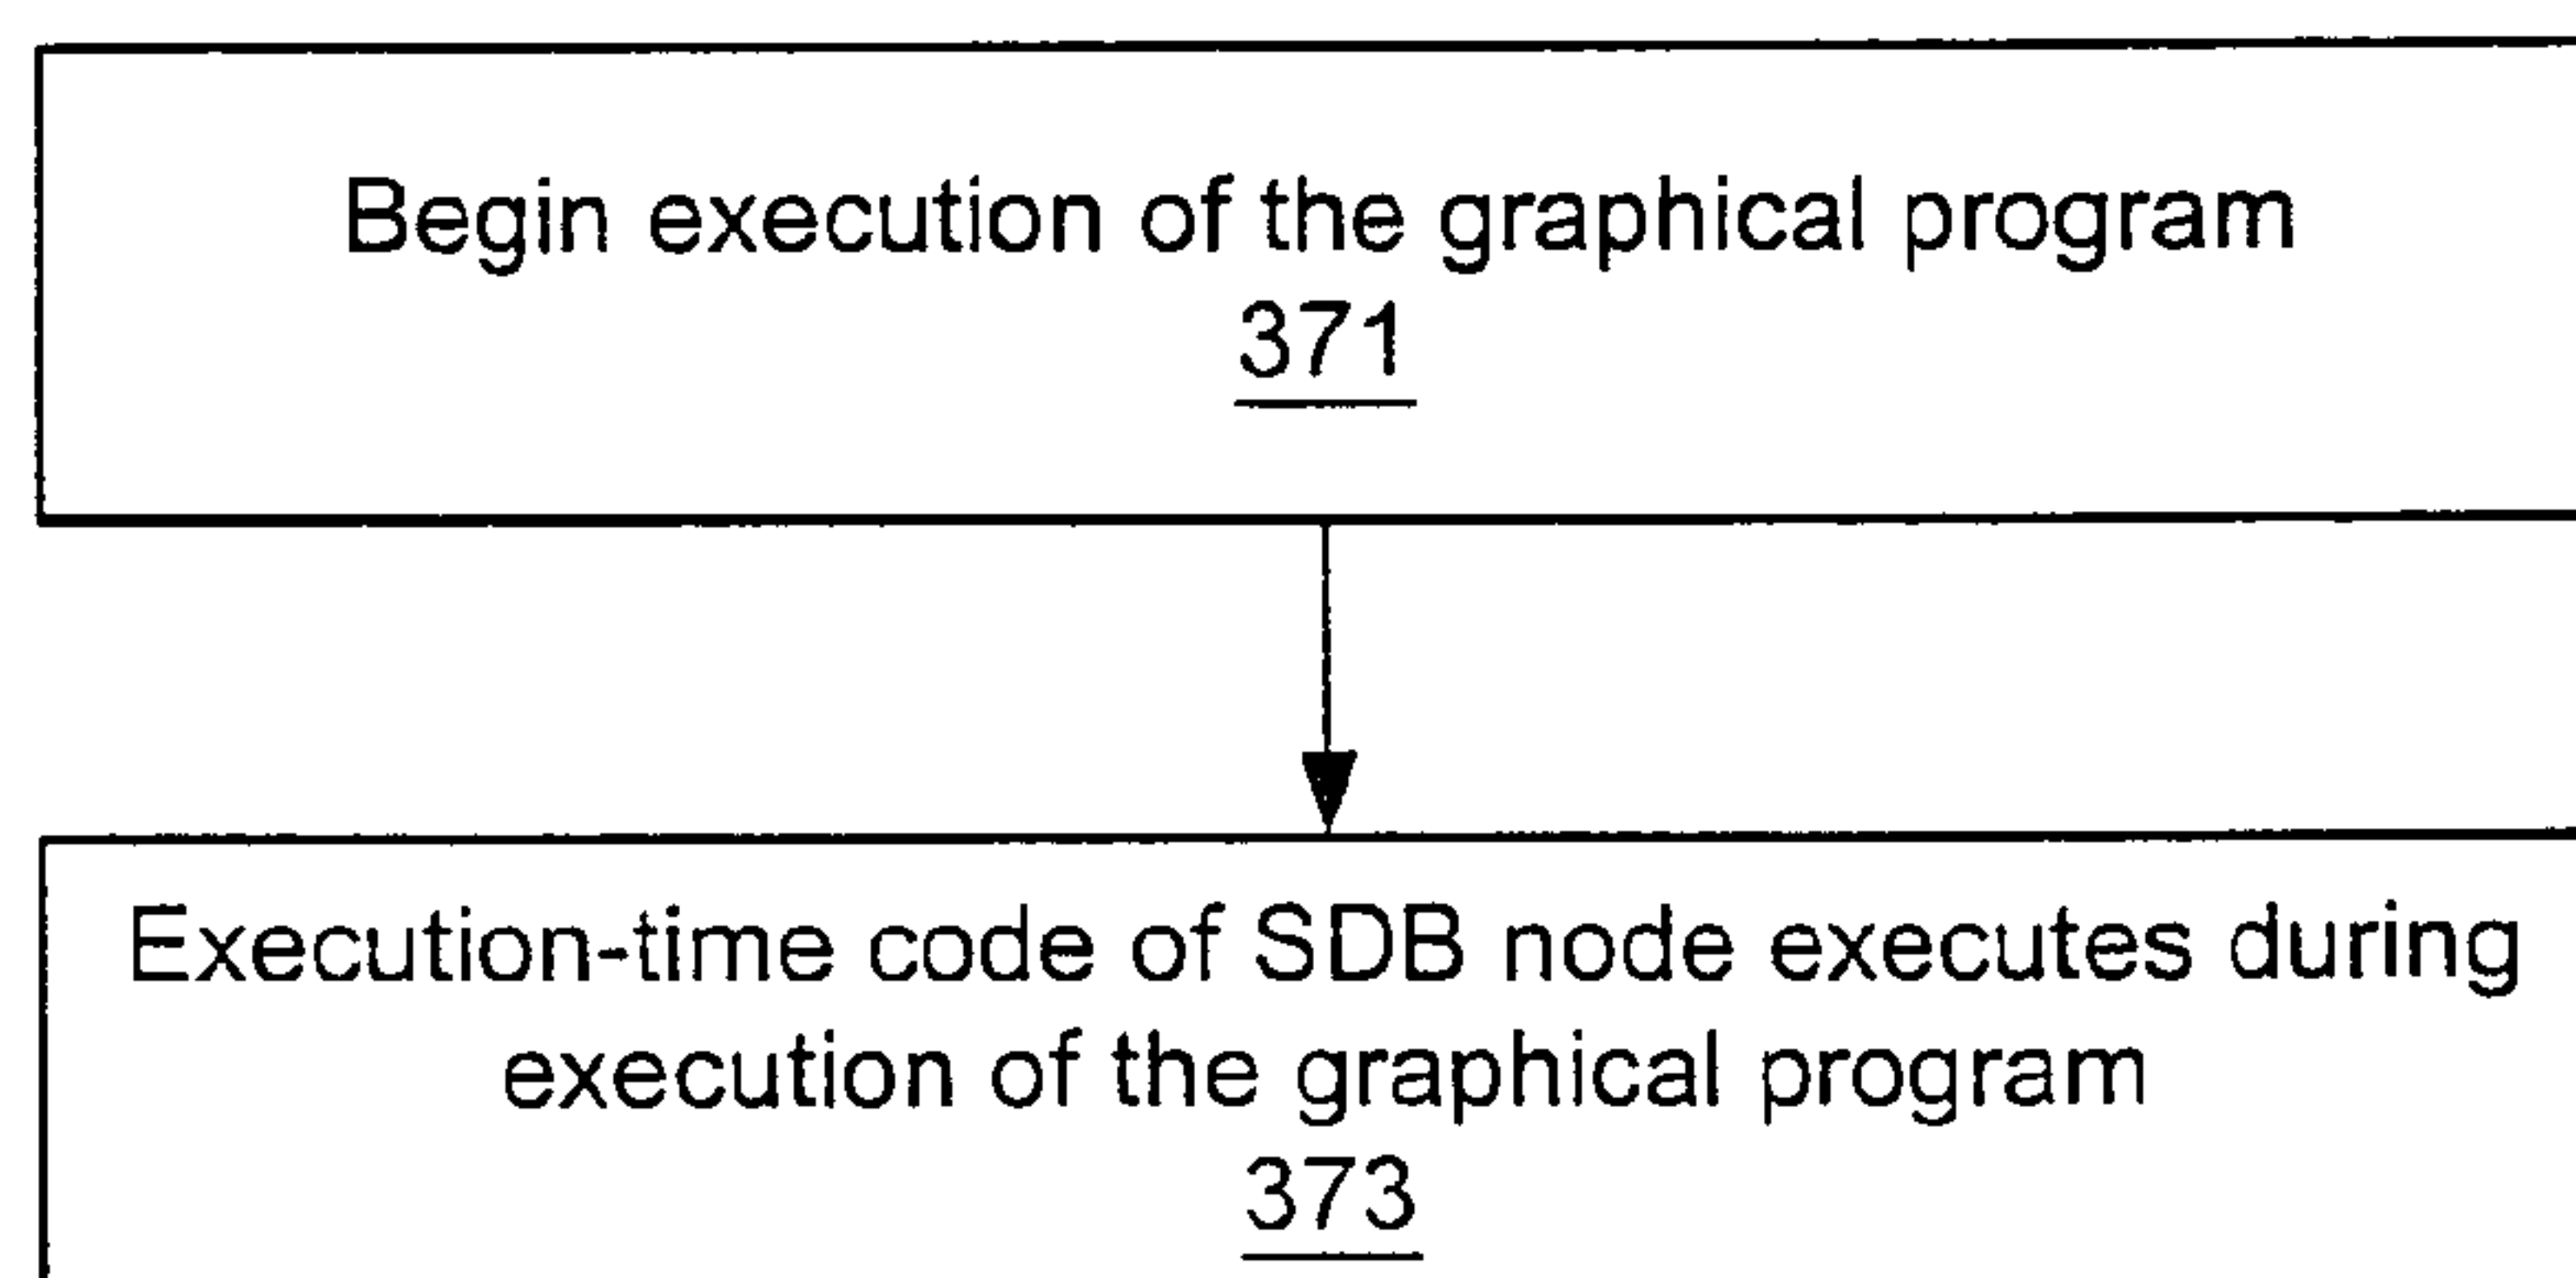 Begin execution of the graphical program
371
Execution-time code of SDB node executes during
execution of the graphical program
373